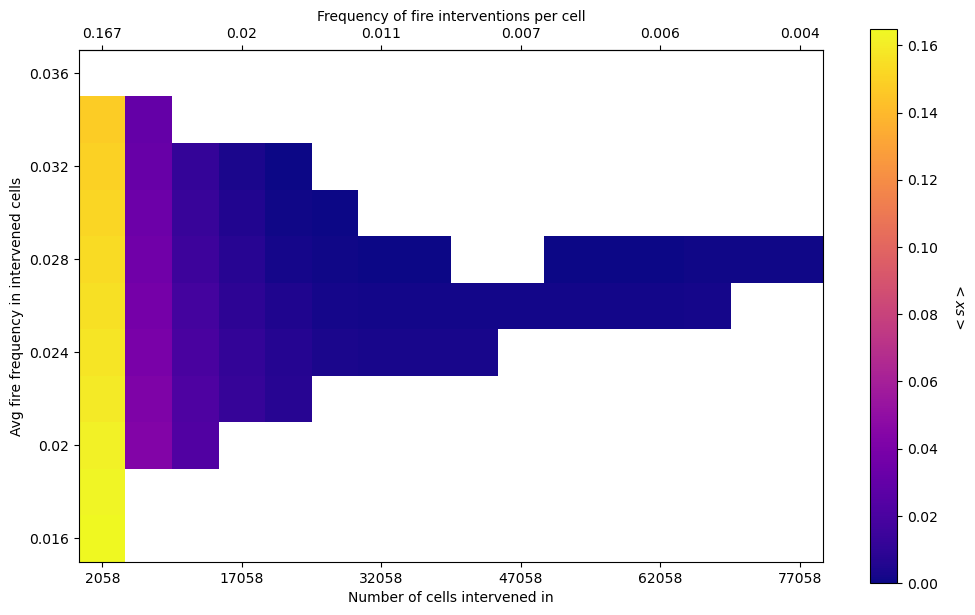 Frequency of fire interventions per cell
0.167 0.02 0.011 0.007 0.006 0.004
0.036
0.032
0.028
0.024
0.02
0.016
Avg fire frequency in intervened cells
2058 17058 32058 47058 62058 77058
Number of cells intervened in
0.16
0.14
0.12
0.10
0.08
0.06
0.04
0.02
0.00
< sx >